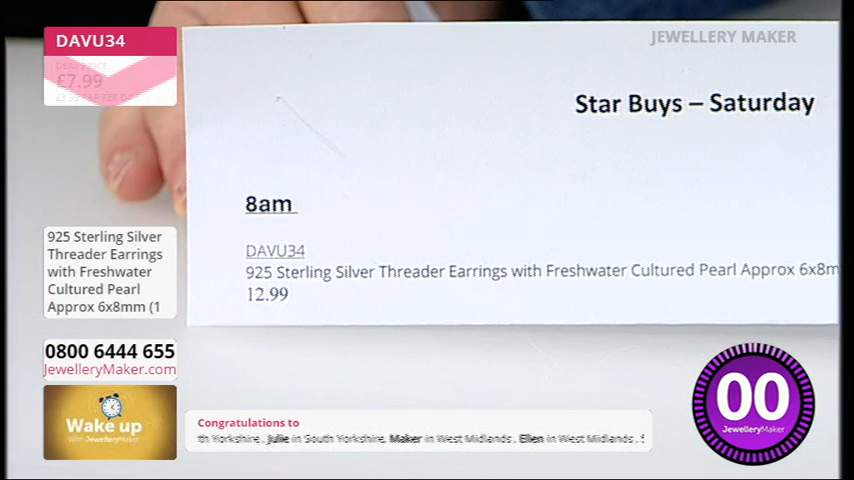 DAVU34
£7.99
925 Sterling Silver
Threader Earrings
with Freshwater
Cultured Pearl
Approx 6x8mm (1
0800 6444 655
JewelleryMaker.com
Wake up
With JewelleryMaker
JEWELLERY MAKER
Star Buys – Saturday
8am
DAVU34
925 Sterling Silver Threader Earrings with Freshwater Cultured Pearl Approx 6x8m
12.99
Congratulations to
th Yorkshire, Julie in South Yorkshire, Maker in West Midlands, Ellen in West Midlands,
00
JewelleryMaker